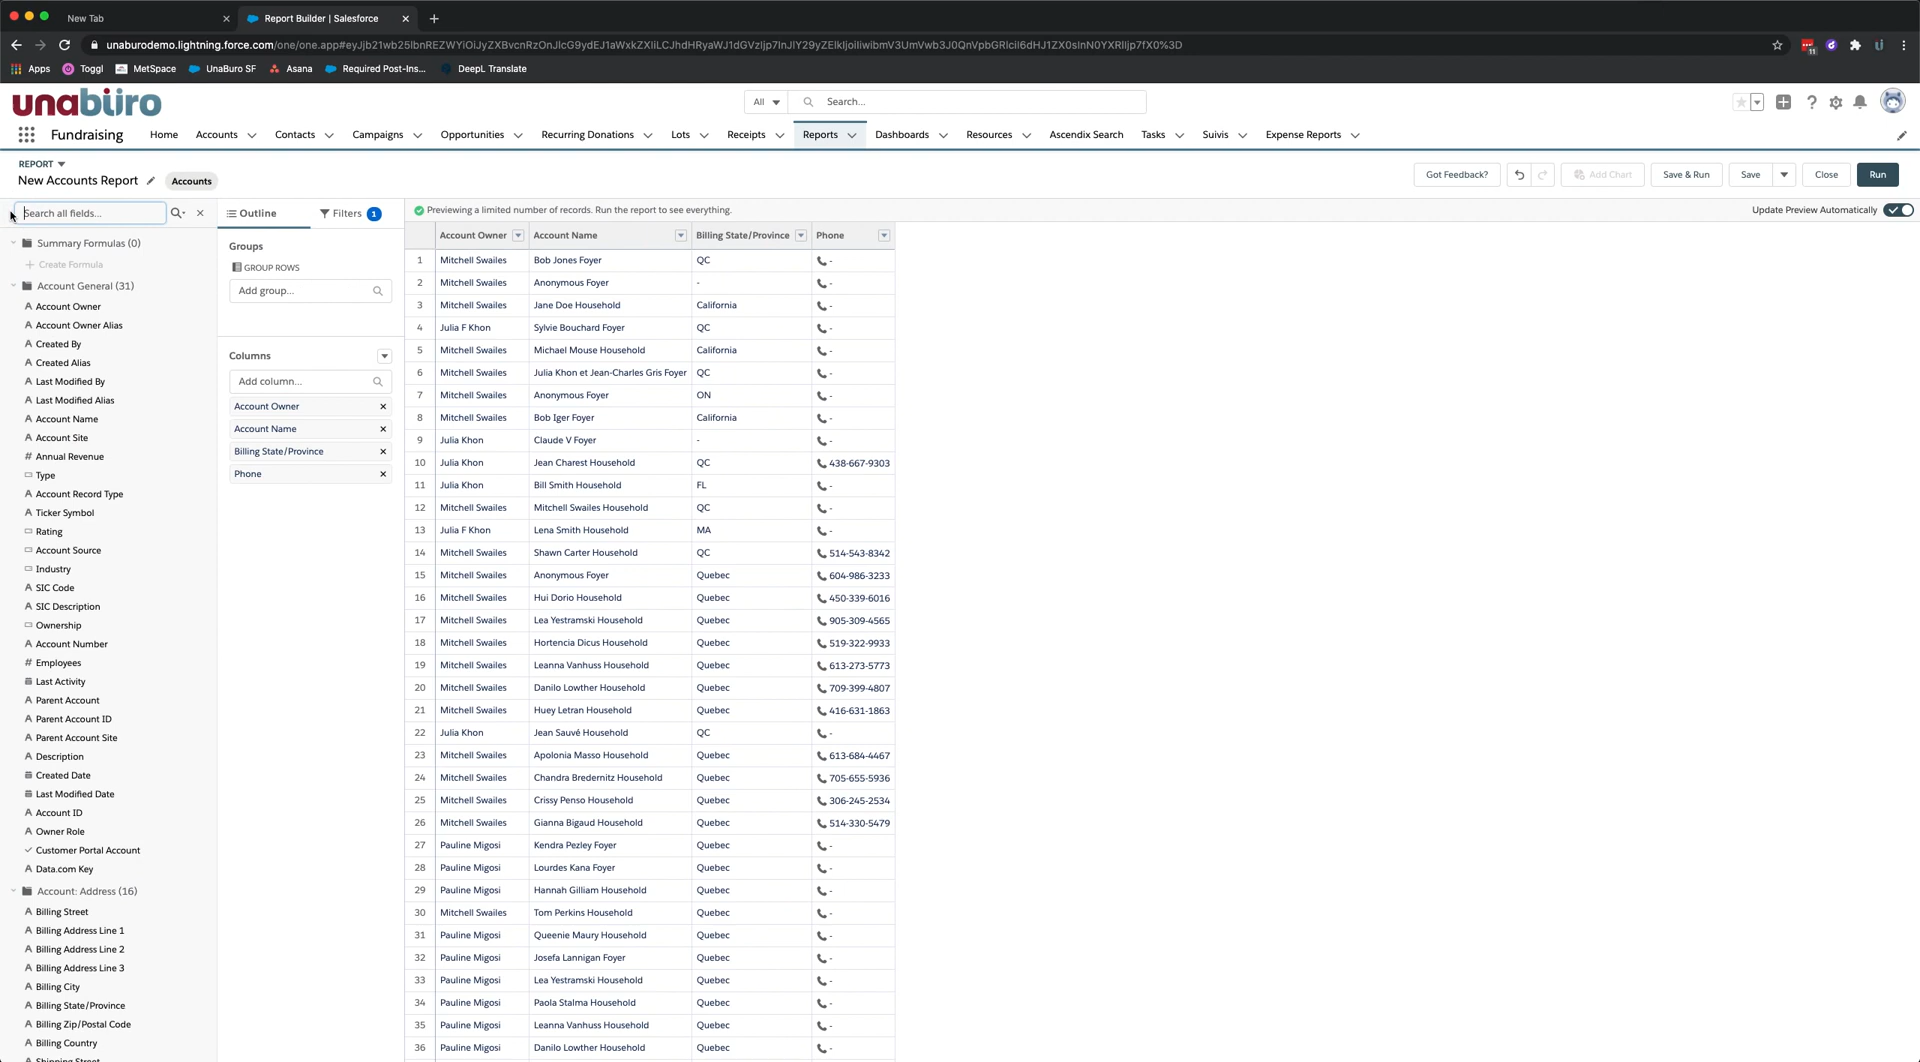 New Tab
Report Builder | Salesforce
unaburodemo.lightning.force.com
Apps Toggl MetSpace UnaBuro SF Asana Required Post-Ins... DeepL Translate
unabüro
All Search...
Fundraising Home Accounts Contacts Campaigns Opportunities Recurring Donations Lots Receipts Reports Dashboards Resources Ascendix Search Tasks Suivis Expense Reports
REPORT
New Accounts Report Accounts
Got Feedback? Add Chart Save & Run Save Close Run
Search all fields...
Summary Formulas (0)
Create Formula
Account General (31)
Account Owner
Account Owner Alias
Created By
Created Alias
Last Modified By
Last Modified Alias
Account Name
Account Site
Annual Revenue
Type
Account Record Type
Ticker Symbol
Rating
Account Source
Industry
SIC Code
SIC Description
Ownership
Account Number
Employees
Last Activity
Parent Account
Parent Account ID
Parent Account Site
Description
Created Date
Last Modified Date
Account ID
Owner Role
Customer Portal Account
Data.com Key
Account: Address (16)
Billing Street
Billing Address Line 1
Billing Address Line 2
Billing Address Line 3
Billing City
Billing State/Province
Billing Zip/Postal Code
Billing Country
Shipping Street
Outline Filters 1
Groups
GROUP ROWS
Add group...
Columns
Add column...
Account Owner
Account Name
Billing State/Province
Phone
Previewing a limited number of records. Run the report to see everything.
Update Preview Automatically
Account Owner Account Name Billing State/Province Phone
1 Mitchell Swailes Bob Jones Foyer QC -
2 Mitchell Swailes Anonymous Foyer - -
3 Mitchell Swailes Jane Doe Household California -
4 Julia F Khon Sylvie Bouchard Foyer QC -
5 Mitchell Swailes Michael Mouse Household California -
6 Mitchell Swailes Julia Khon et Jean-Charles Gris Foyer QC -
7 Mitchell Swailes Anonymous Foyer ON -
8 Mitchell Swailes Bob Iger Foyer California -
9 Julia Khon Claude V Foyer - -
10 Julia Khon Jean Charest Household QC 438-667-9303
11 Julia Khon Bill Smith Household FL -
12 Mitchell Swailes Mitchell Swailes Household QC -
13 Julia F Khon Lena Smith Household MA -
14 Mitchell Swailes Shawn Carter Household QC 514-543-8342
15 Mitchell Swailes Anonymous Foyer Quebec 604-986-3233
16 Mitchell Swailes Hui Dorio Household Quebec 450-339-6016
17 Mitchell Swailes Lea Yestramski Household Quebec 905-309-4565
18 Mitchell Swailes Hortencia Dicus Household Quebec 519-322-9933
19 Mitchell Swailes Leanna Vanhuss Household Quebec 613-273-5773
20 Mitchell Swailes Danilo Lowther Household Quebec 709-399-4807
21 Mitchell Swailes Huey Letran Household Quebec 416-631-1863
22 Julia Khon Jean Sauvé Household QC -
23 Mitchell Swailes Apolonia Masso Household Quebec 613-684-4467
24 Mitchell Swailes Chandra Bredernitz Household Quebec 705-655-5936
25 Mitchell Swailes Crissy Penso Household Quebec 306-245-2534
26 Mitchell Swailes Gianna Bigaud Household Quebec 514-330-5479
27 Pauline Migosi Kendra Pezley Foyer Quebec -
28 Pauline Migosi Lourdes Kana Foyer Quebec -
29 Pauline Migosi Hannah Gilliam Household Quebec -
30 Mitchell Swailes Tom Perkins Household Quebec -
31 Pauline Migosi Queenie Maury Household Quebec -
32 Pauline Migosi Josefa Lannigan Foyer Quebec -
33 Pauline Migosi Lea Yestramski Household Quebec -
34 Pauline Migosi Paola Stalma Household Quebec -
35 Pauline Migosi Leanna Vanhuss Household Quebec -
36 Pauline Migosi Danilo Lowther Household Quebec -